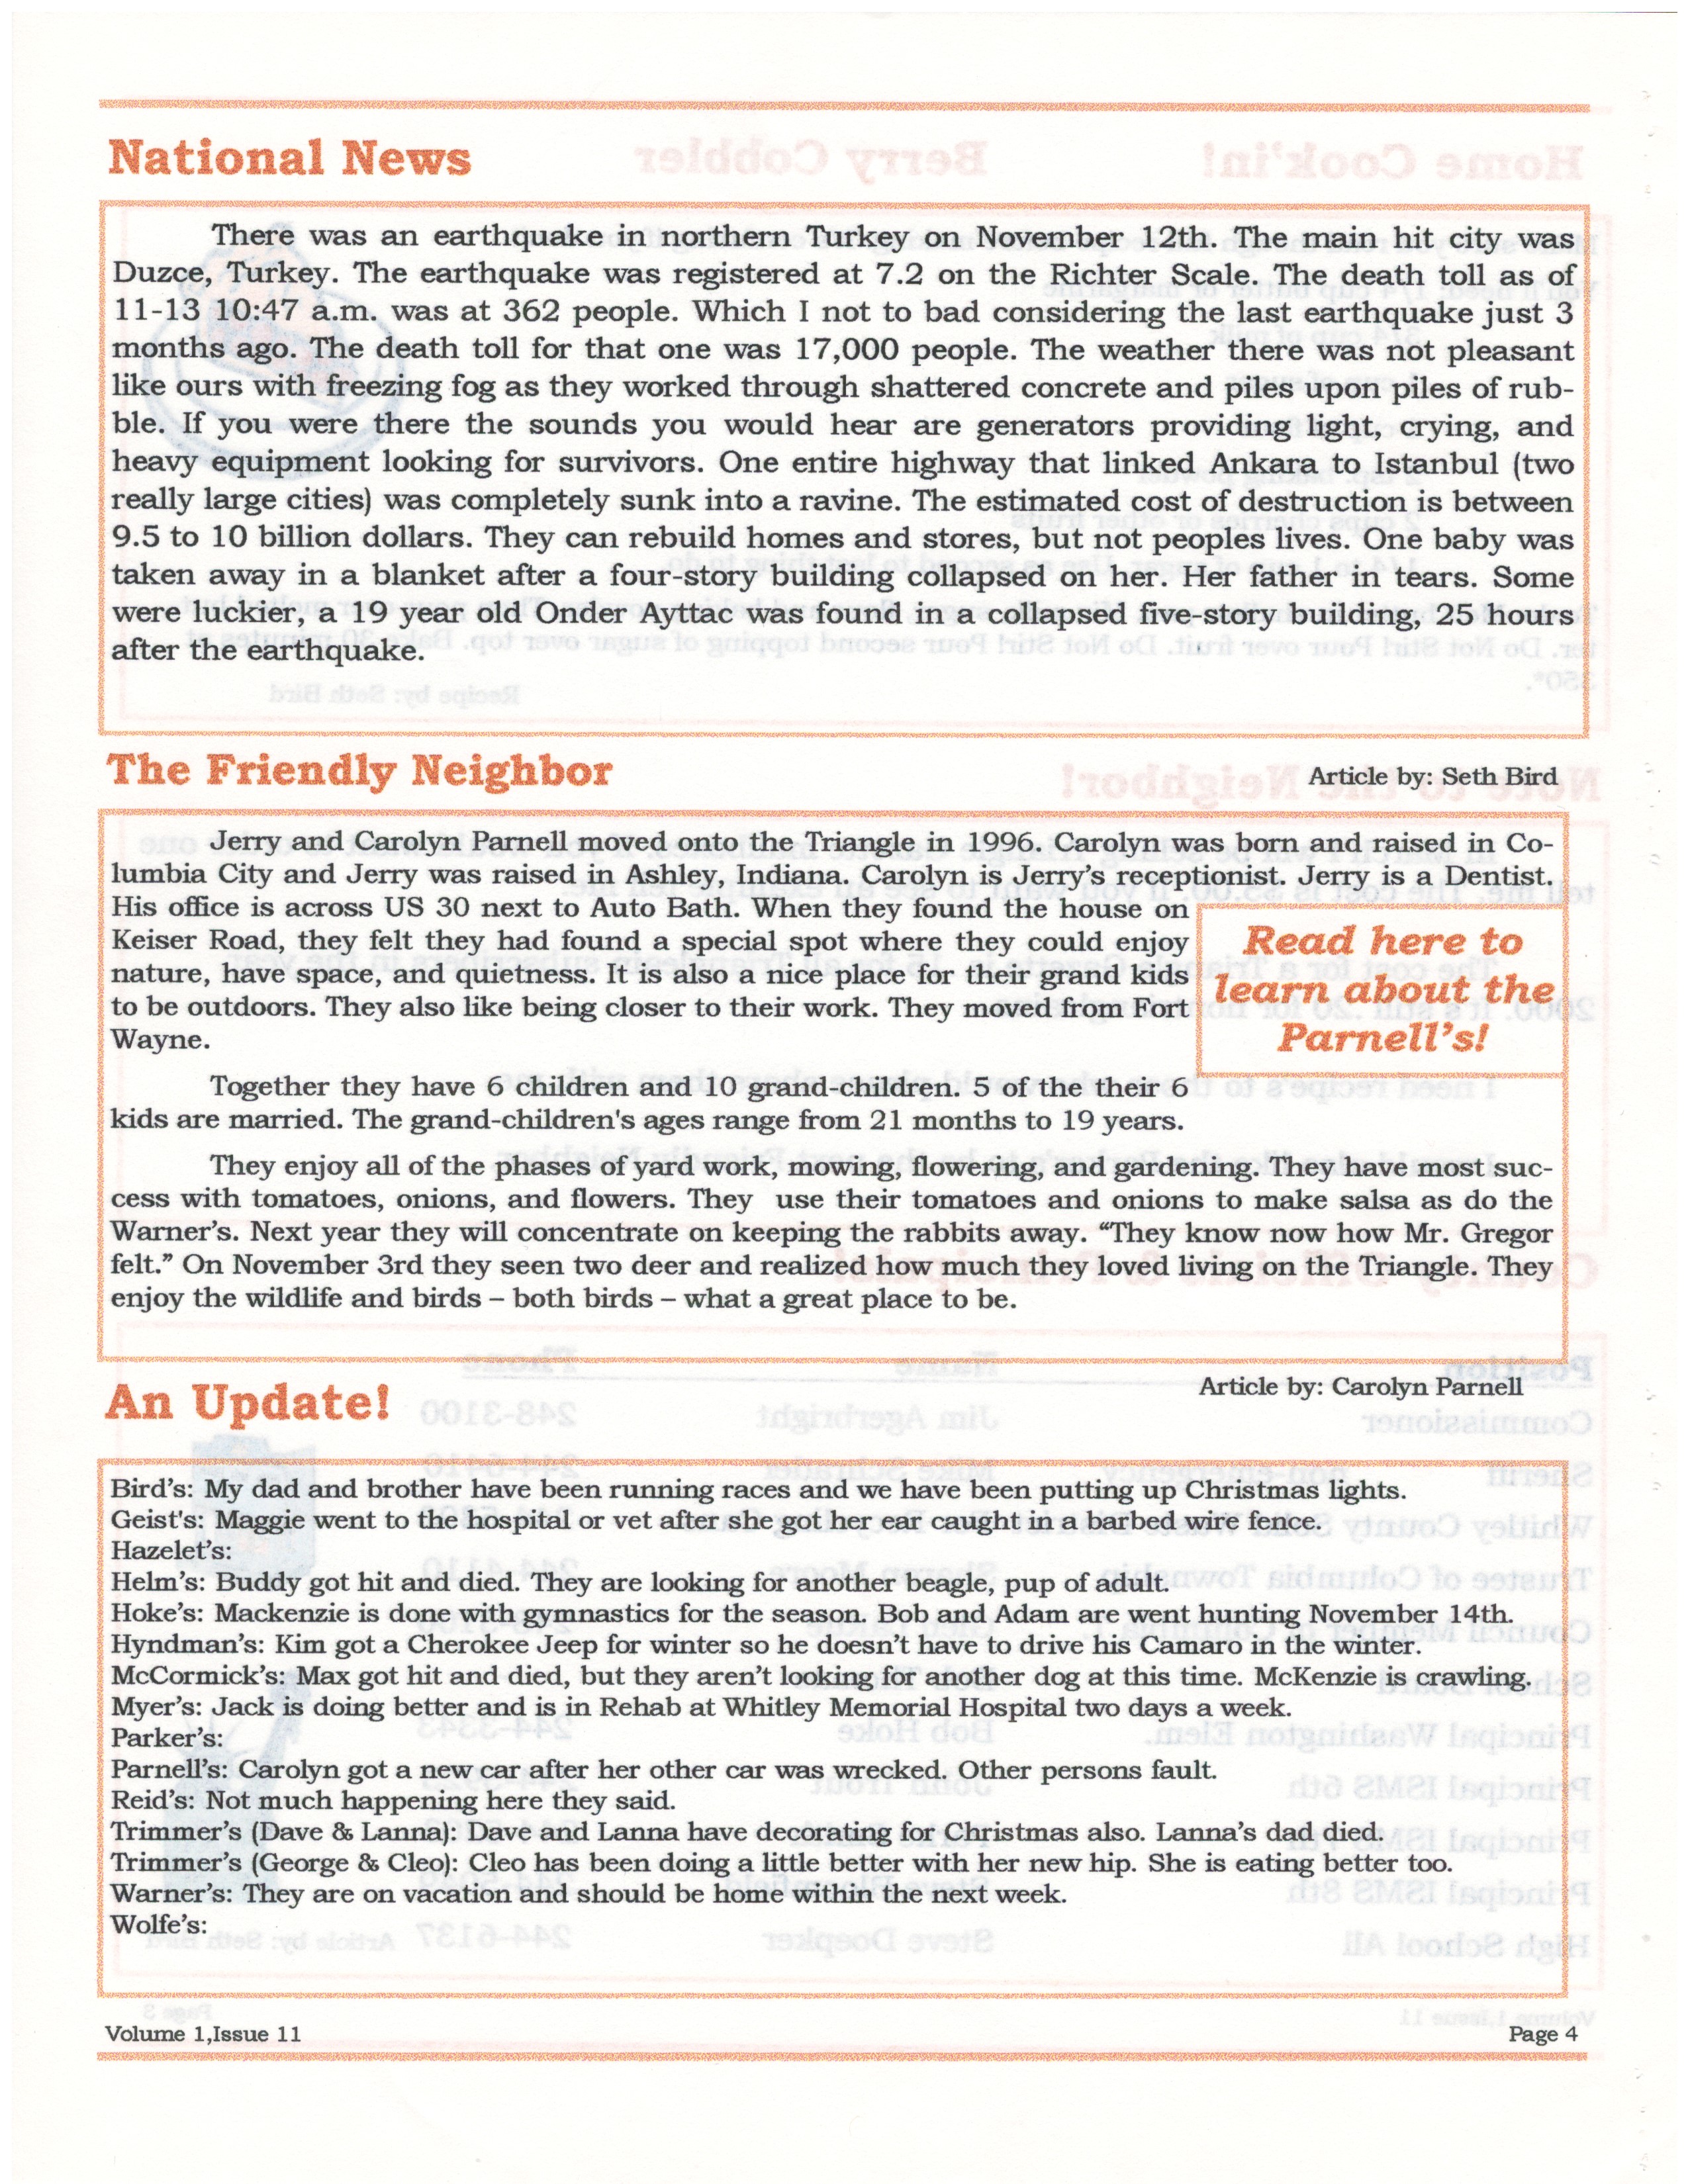 National News
There was an earthquake in northern Turkey on November 12th. The main hit city was
Duzce, Turkey. The earthquake was registered at 7.2 on the Richter Scale. The death toll as of
11-13 10:47 a.m. was at 362 people. Which I not to bad considering the last earthquake just 3
months ago. The death toll for that one was 17,000 people. The weather there was not pleasant
like ours with freezing fog as they worked through shattered concrete and piles upon piles of rub-
ble. If you were there the sounds you would hear are generators providing light, crying, and
heavy equipment looking for survivors. One entire highway that linked Ankara to Istanbul (two
really large cities) was completely sunk into a ravine. The estimated cost of destruction is between
9.5 to 10 billion dollars. They can rebuild homes and stores, but not peoples lives. One baby was
taken away in a blanket after a four-story building collapsed on her. Her father in tears. Some
were luckier, a 19 year old Onder Ayttac was found in a collapsed five-story building, 25 hours
after the earthquake.
The Friendly Neighbor
Article by: Seth Bird
Jerry and Carolyn Parnell moved onto the Triangle in 1996. Carolyn was born and raised in Co-
lumbia City and Jerry was raised in Ashley, Indiana. Carolyn is Jerry's receptionist. Jerry is a Dentist.
His office is across US 30 next to Auto Bath. When they found the house on
Keiser Road, they felt they had found a special spot where they could enjoy
nature, have space, and quietness. It is also a nice place for their grand kids
to be outdoors. They also like being closer to their work. They moved from Fort
Wayne.
Read here to
learn about the
Parnell's!
Together they have 6 children and 10 grand-children. 5 of the their 6
kids are married. The grand-children's ages range from 21 months to 19 years.
They enjoy all of the phases of yard work, mowing, flowering, and gardening. They have most suc-
cess with tomatoes, onions, and flowers. They use their tomatoes and onions to make salsa as do the
Warner's. Next year they will concentrate on keeping the rabbits away. “They know now how Mr. Gregor
felt.” On November 3rd they seen two deer and realized how much they loved living on the Triangle. They
enjoy the wildlife and birds – both birds – what a great place to be.
An Update!
Article by: Carolyn Parnell
Bird's: My dad and brother have been running races and we have been putting up Christmas lights.
Geist's: Maggie went to the hospital or vet after she got her ear caught in a barbed wire fence.
Hazelet's:
Helm's: Buddy got hit and died. They are looking for another beagle, pup of adult.
Hoke's: Mackenzie is done with gymnastics for the season. Bob and Adam are went hunting November 14th.
Hyndman's: Kim got a Cherokee Jeep for winter so he doesn't have to drive his Camaro in the winter.
McCormick's: Max got hit and died, but they aren't looking for another dog at this time. McKenzie is crawling.
Myer's: Jack is doing better and is in Rehab at Whitley Memorial Hospital two days a week.
Parker's:
Parnell's: Carolyn got a new car after her other car was wrecked. Other persons fault.
Reid's: Not much happening here they said.
Trimmer's (Dave & Lanna): Dave and Lanna have decorating for Christmas also. Lanna's dad died.
Trimmer's (George & Cleo): Cleo has been doing a little better with her new hip. She is eating better too.
Warner's: They are on vacation and should be home within the next week.
Wolfe's:
Volume 1,Issue 11
Page 4